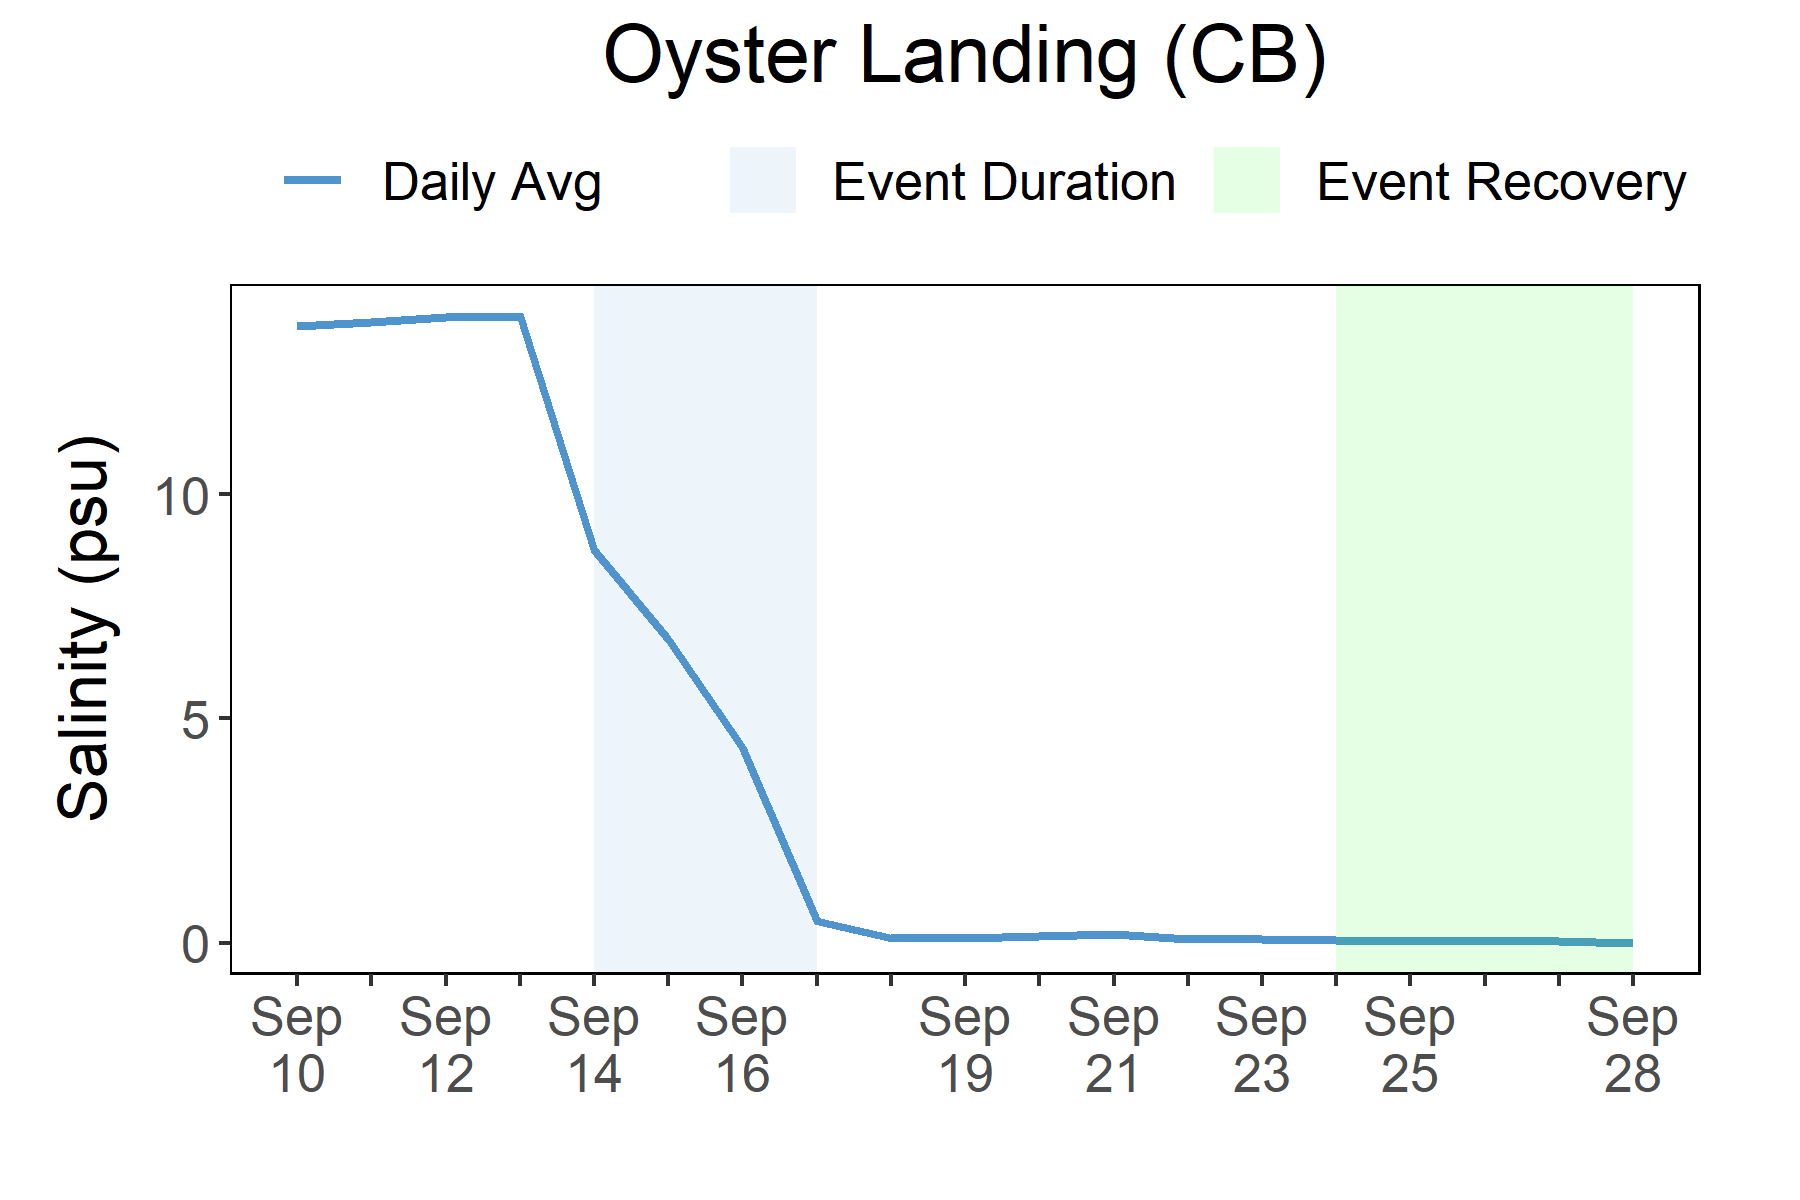 Oyster Landing (CB)
Daily Avg
Event Duration
Event Recovery
Salinity (psu)
10
5
0
Sep 10
Sep 12
Sep 14
Sep 16
Sep 19
Sep 21
Sep 23
Sep 25
Sep 28